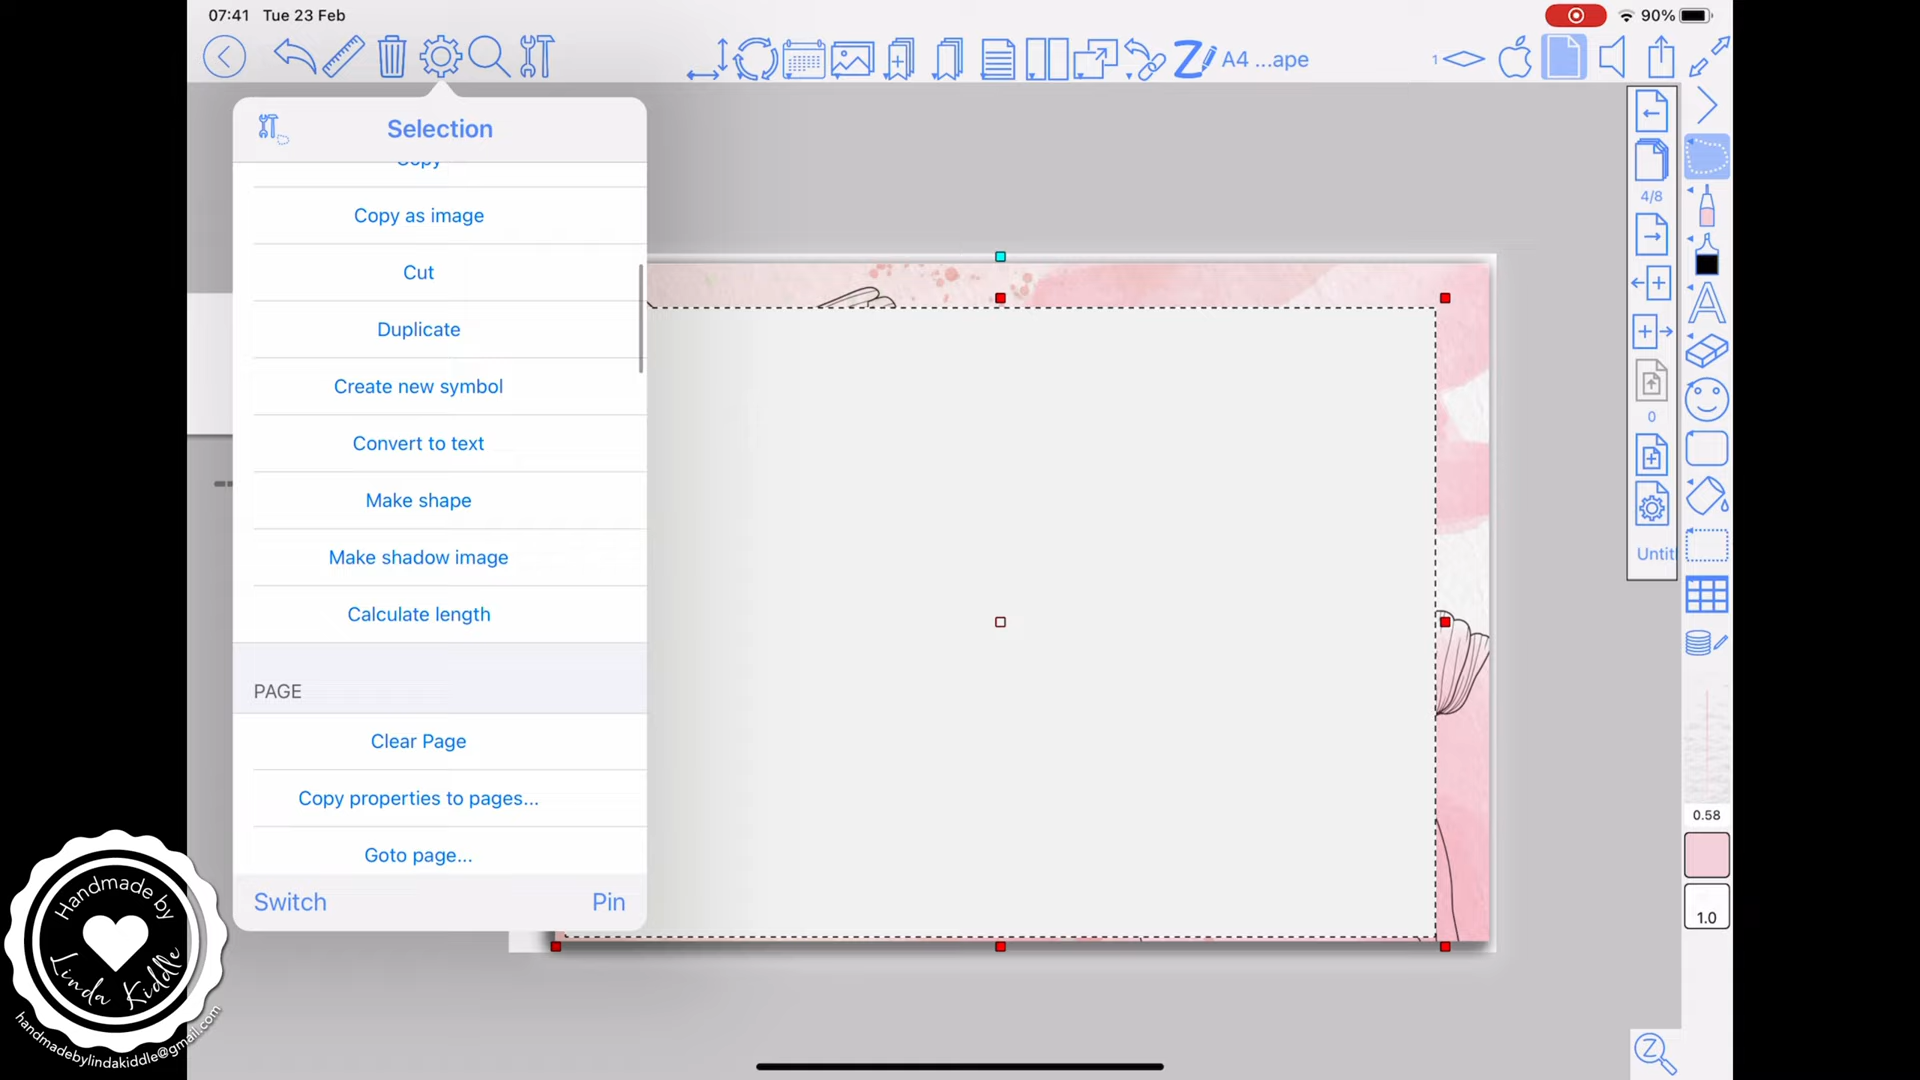 07:41 Tue 23 Feb
90%
A4 ...ape
1
Selection
Copy
Copy as image
Cut
Duplicate
Create new symbol
Convert to text
Make shape
Make shadow image
Calculate length
PAGE
Clear Page
Copy properties to pages...
Goto page...
Switch
Pin
4/8
0
Untitl
0.58
1.0
Handmade by
Linda Kiddle
handmadebylindakiddle@gmail.com